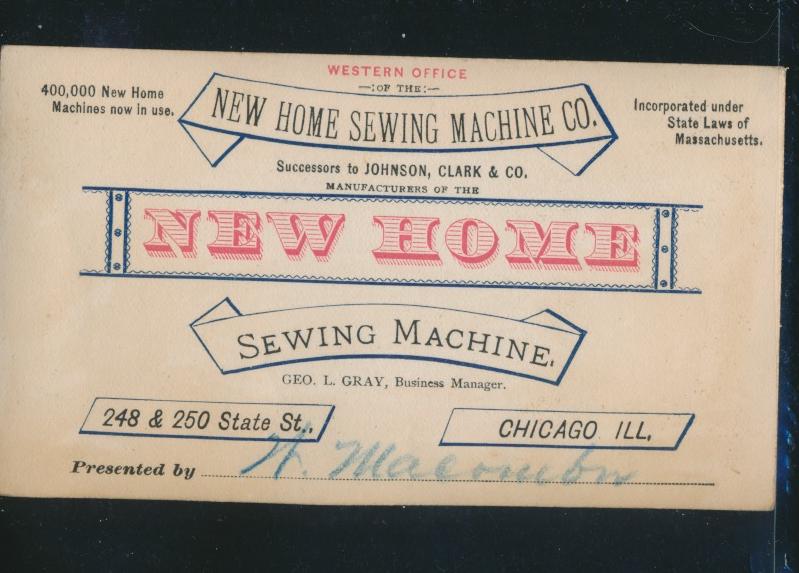 WESTERN OFFICE
—:OF THE:—
NEW HOME SEWING MACHINE CO.
400,000 New Home
Machines now in use.
Incorporated under
State Laws of
Massachusetts.
Successors to JOHNSON, CLARK & CO.
MANUFACTURERS OF THE
NEW HOME
SEWING MACHINE.
GEO. L. GRAY, Business Manager.
248 & 250 State St.,
CHICAGO ILL,
Presented by H. Macomber